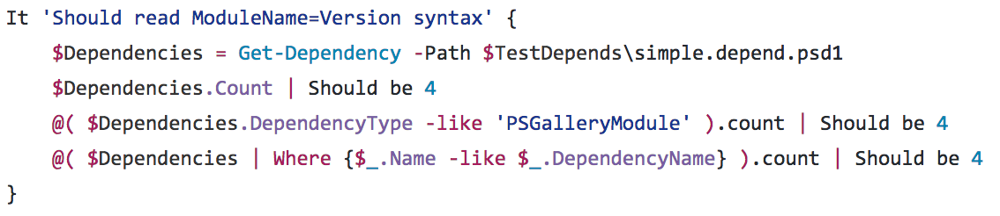 It 'Should read ModuleName=Version syntax' {
    $Dependencies = Get-Dependency -Path $TestDepends\simple.depend.psd1
    $Dependencies.Count | Should be 4
    @( $Dependencies.DependencyType -like 'PSGalleryModule' ).count | Should be 4
    @( $Dependencies | Where {$_.Name -like $_.DependencyName} ).count | Should be 4
}